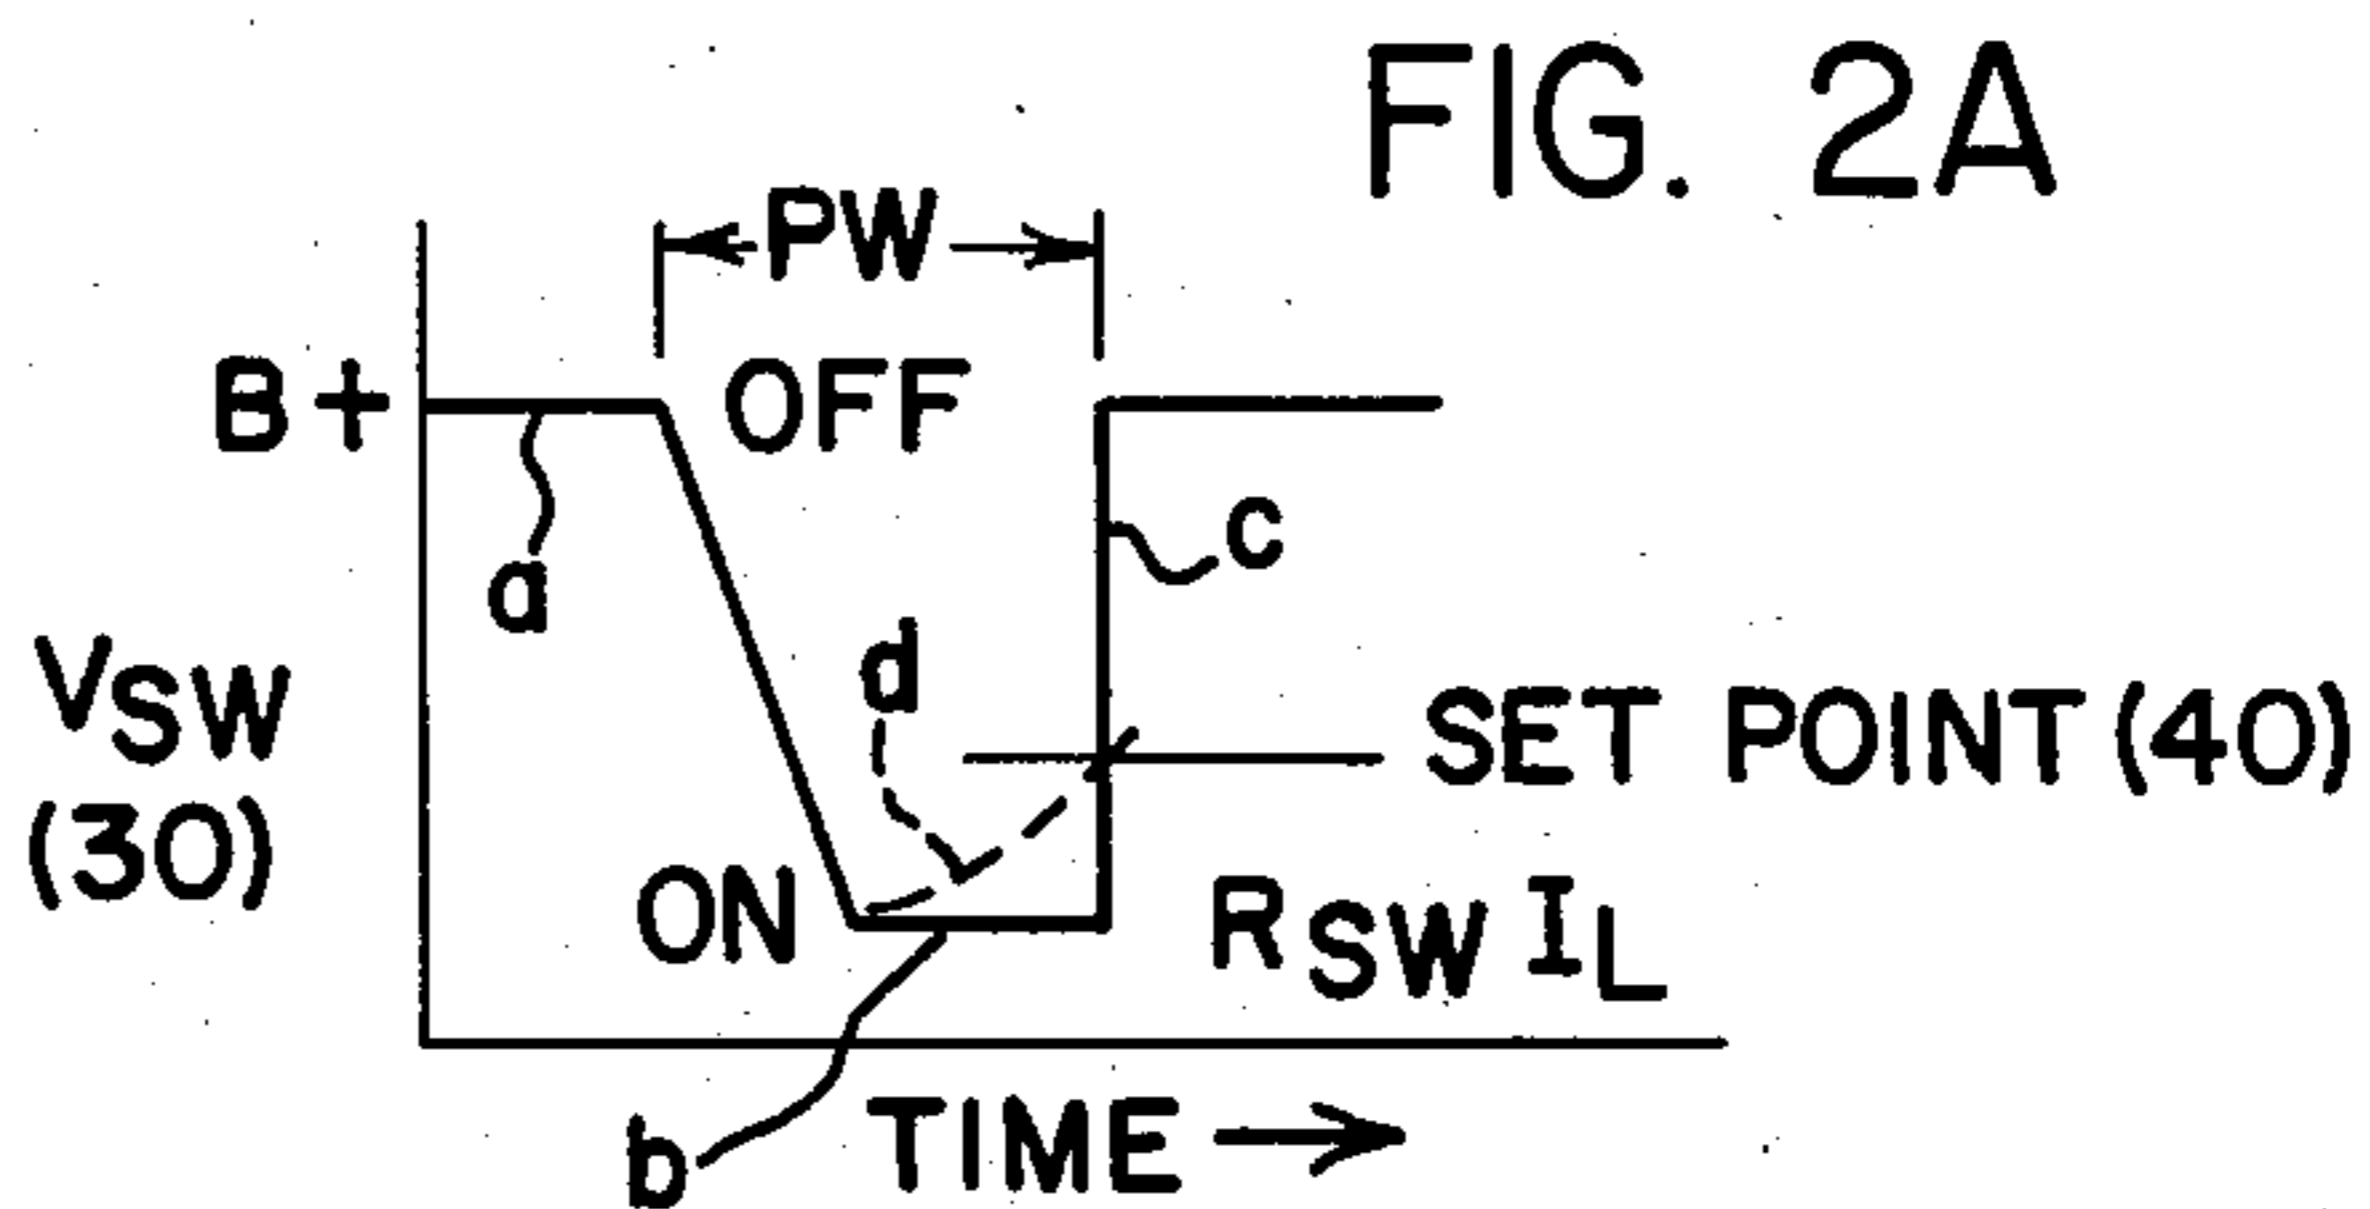 FIG. 2A
PW
B+
OFF
a
c
d
VSW
(30)
SET POINT (40)
ON
RSW IL
b
TIME